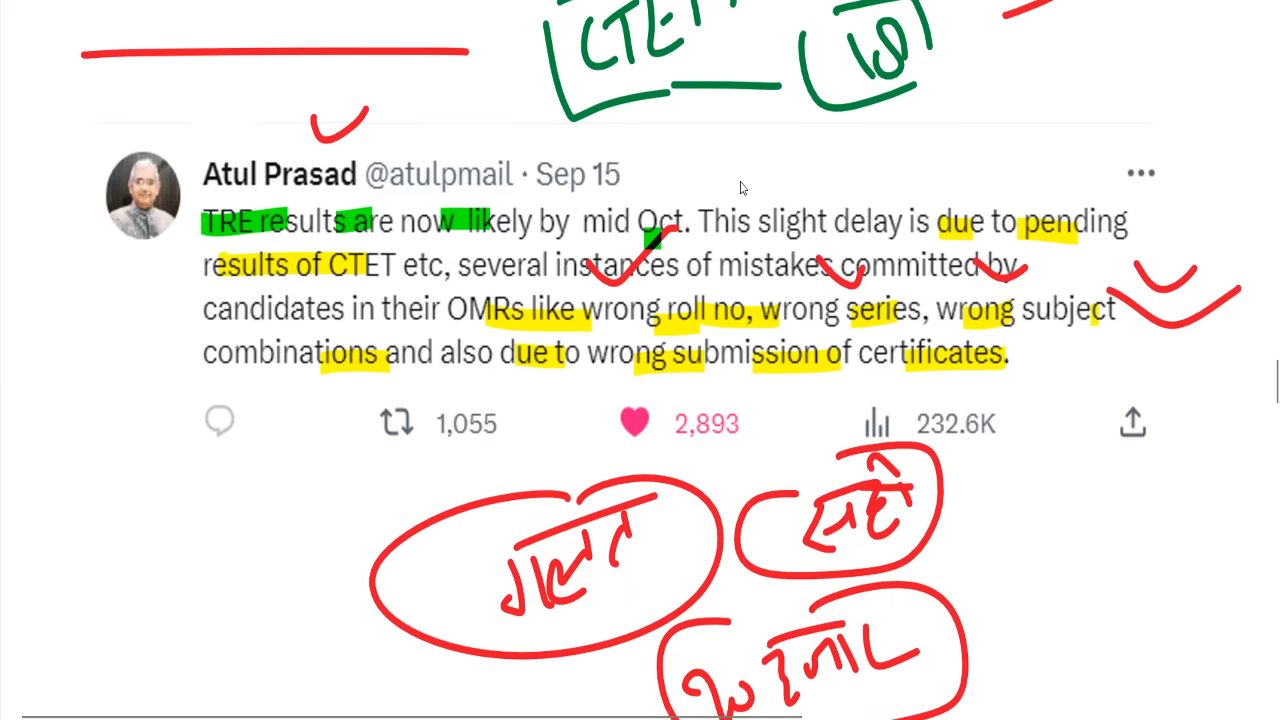 CTET
Atul Prasad @atulpmail · Sep 15
TRE results are now likely by mid Oct. This slight delay is due to pending
results of CTET etc, several instances of mistakes committed by
candidates in their OMRs like wrong roll no, wrong series, wrong subject
combinations and also due to wrong submission of certificates.
1,055 2,893 232.6K
सही
गलत